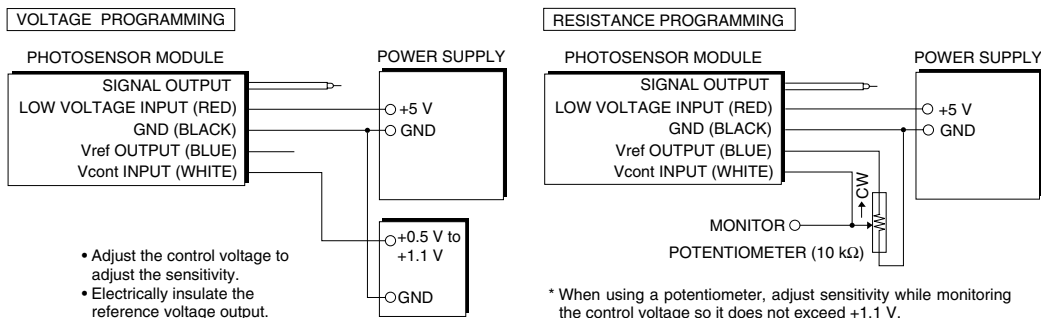 VOLTAGE PROGRAMMING
PHOTOSENSOR MODULE
POWER SUPPLY
SIGNAL OUTPUT
LOW VOLTAGE INPUT (RED)
GND (BLACK)
Vref OUTPUT (BLUE)
Vcont INPUT (WHITE)
+5 V
GND
+0.5 V to
+1.1 V
GND
• Adjust the control voltage to
adjust the sensitivity.
• Electrically insulate the
reference voltage output.
RESISTANCE PROGRAMMING
PHOTOSENSOR MODULE
POWER SUPPLY
SIGNAL OUTPUT
LOW VOLTAGE INPUT (RED)
GND (BLACK)
Vref OUTPUT (BLUE)
Vcont INPUT (WHITE)
+5 V
GND
CW
MONITOR
POTENTIOMETER (10 kΩ)
* When using a potentiometer, adjust sensitivity while monitoring
the control voltage so it does not exceed +1.1 V.